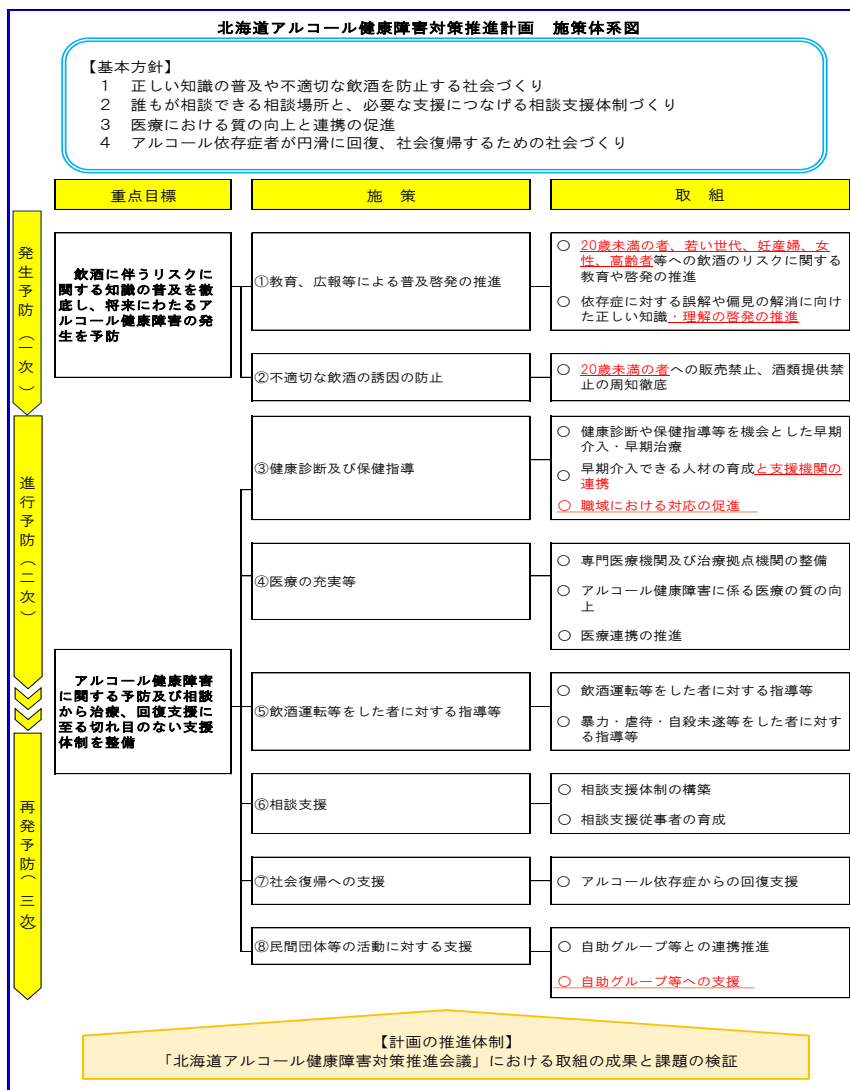 北海道アルコール健康障害対策推進計画　施策体系図
【基本方針】
１　正しい知識の普及や不適切な飲酒を防止する社会づくり
２　誰もが相談できる相談場所と、必要な支援につなげる相談支援体制づくり
３　医療における質の向上と連携の促進
４　アルコール依存症者が円滑に回復、社会復帰するための社会づくり
重点目標
施　策
取　組
発生予防（一次）
飲酒に伴うリスクに
関する知識の普及を徹
底し、将来にわたるア
ルコール健康障害の発
生を予防
①教育、広報等による普及啓発の推進
○ 20歳未満の者、若い世代、妊産婦、女
性、高齢者等への飲酒のリスクに関する
教育や啓発の推進
○ 依存症に対する誤解や偏見の解消に向け
た正しい知識・理解の啓発の推進
②不適切な飲酒の誘因の防止
○ 20歳未満の者への販売禁止、酒類提供禁
止の周知徹底
進行予防（二次）
③健康診断及び保健指導
○ 健康診断や保健指導等を機会とした早期
介入・早期治療
○ 早期介入できる人材の育成と支援機関の
連携
○ 職域における対応の促進
④医療の充実等
○ 専門医療機関及び治療拠点機関の整備
○ アルコール健康障害に係る医療の質の向
上
○ 医療連携の推進
アルコール健康障害
に関する予防及び相談
から治療、回復支援に
至る切れ目のない支援
体制を整備
⑤飲酒運転等をした者に対する指導等
○ 飲酒運転等をした者に対する指導等
○ 暴力・虐待・自殺未遂等をした者に対す
る指導等
再発予防（三次）
⑥相談支援
○ 相談支援体制の構築
○ 相談支援従事者の育成
⑦社会復帰への支援
○ アルコール依存症からの回復支援
⑧民間団体等の活動に対する支援
○ 自助グループ等との連携推進
○ 自助グループ等への支援
【計画の推進体制】
「北海道アルコール健康障害対策推進会議」における取組の成果と課題の検証